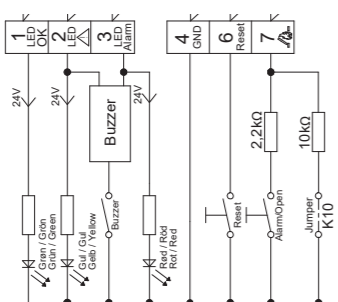 1
LED
OK
2
LED
3
LED
Alarm
4
GND
6
Reset
7
24V
24V
24V
Buzzer
2,2kΩ
10kΩ
Grøn / Grön
Grün / Green
Gul / Gul
Gelb / Yellow
Buzzer
Rød / Röd
Rot / Red
Reset
Alarm/Open
Jumper
K10